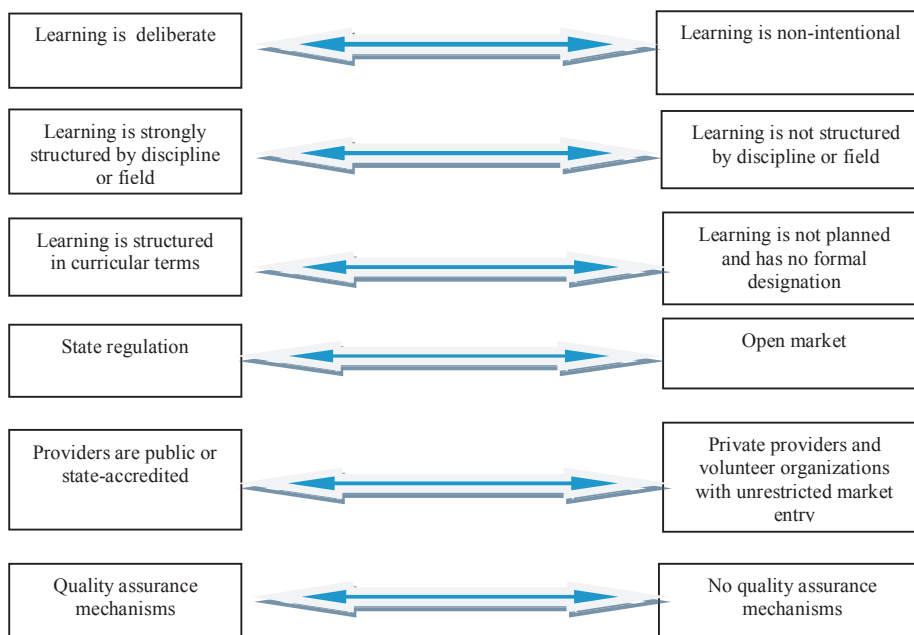 Learning is deliberate
Learning is non-intentional
Learning is strongly
structured by discipline
or field
Learning is not structured
by discipline or field
Learning is structured
in curricular terms
Learning is not planned
and has no formal
designation
State regulation
Open market
Providers are public or
state-accredited
Private providers and
volunteer organizations
with unrestricted market
entry
Quality assurance
mechanisms
No quality assurance
mechanisms